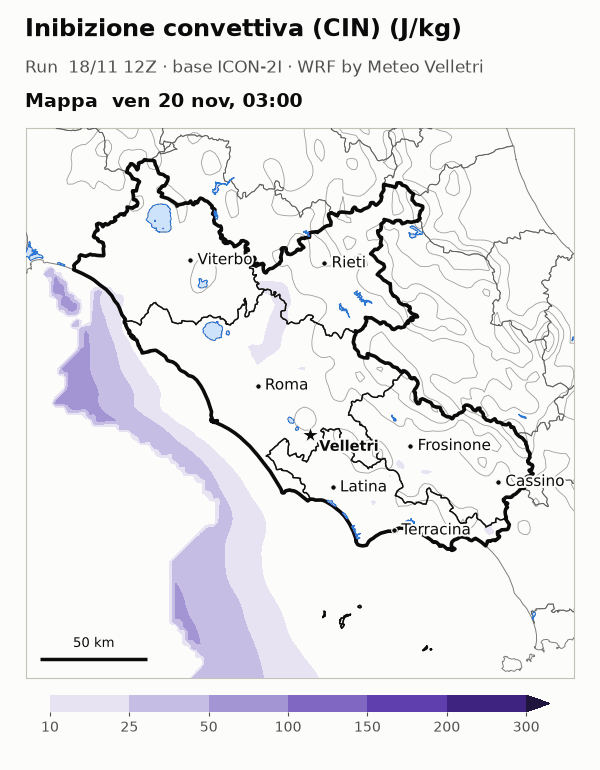 Inibizione convettiva (CIN) (J/kg)
Run  18/11 12Z · base ICON-2I · WRF by Meteo Velletri
Mappa  ven 20 nov, 03:00
Viterbo
Rieti
Roma
Velletri
Frosinone
Latina
Cassino
Terracina
50 km
10 25 50 100 150 200 300